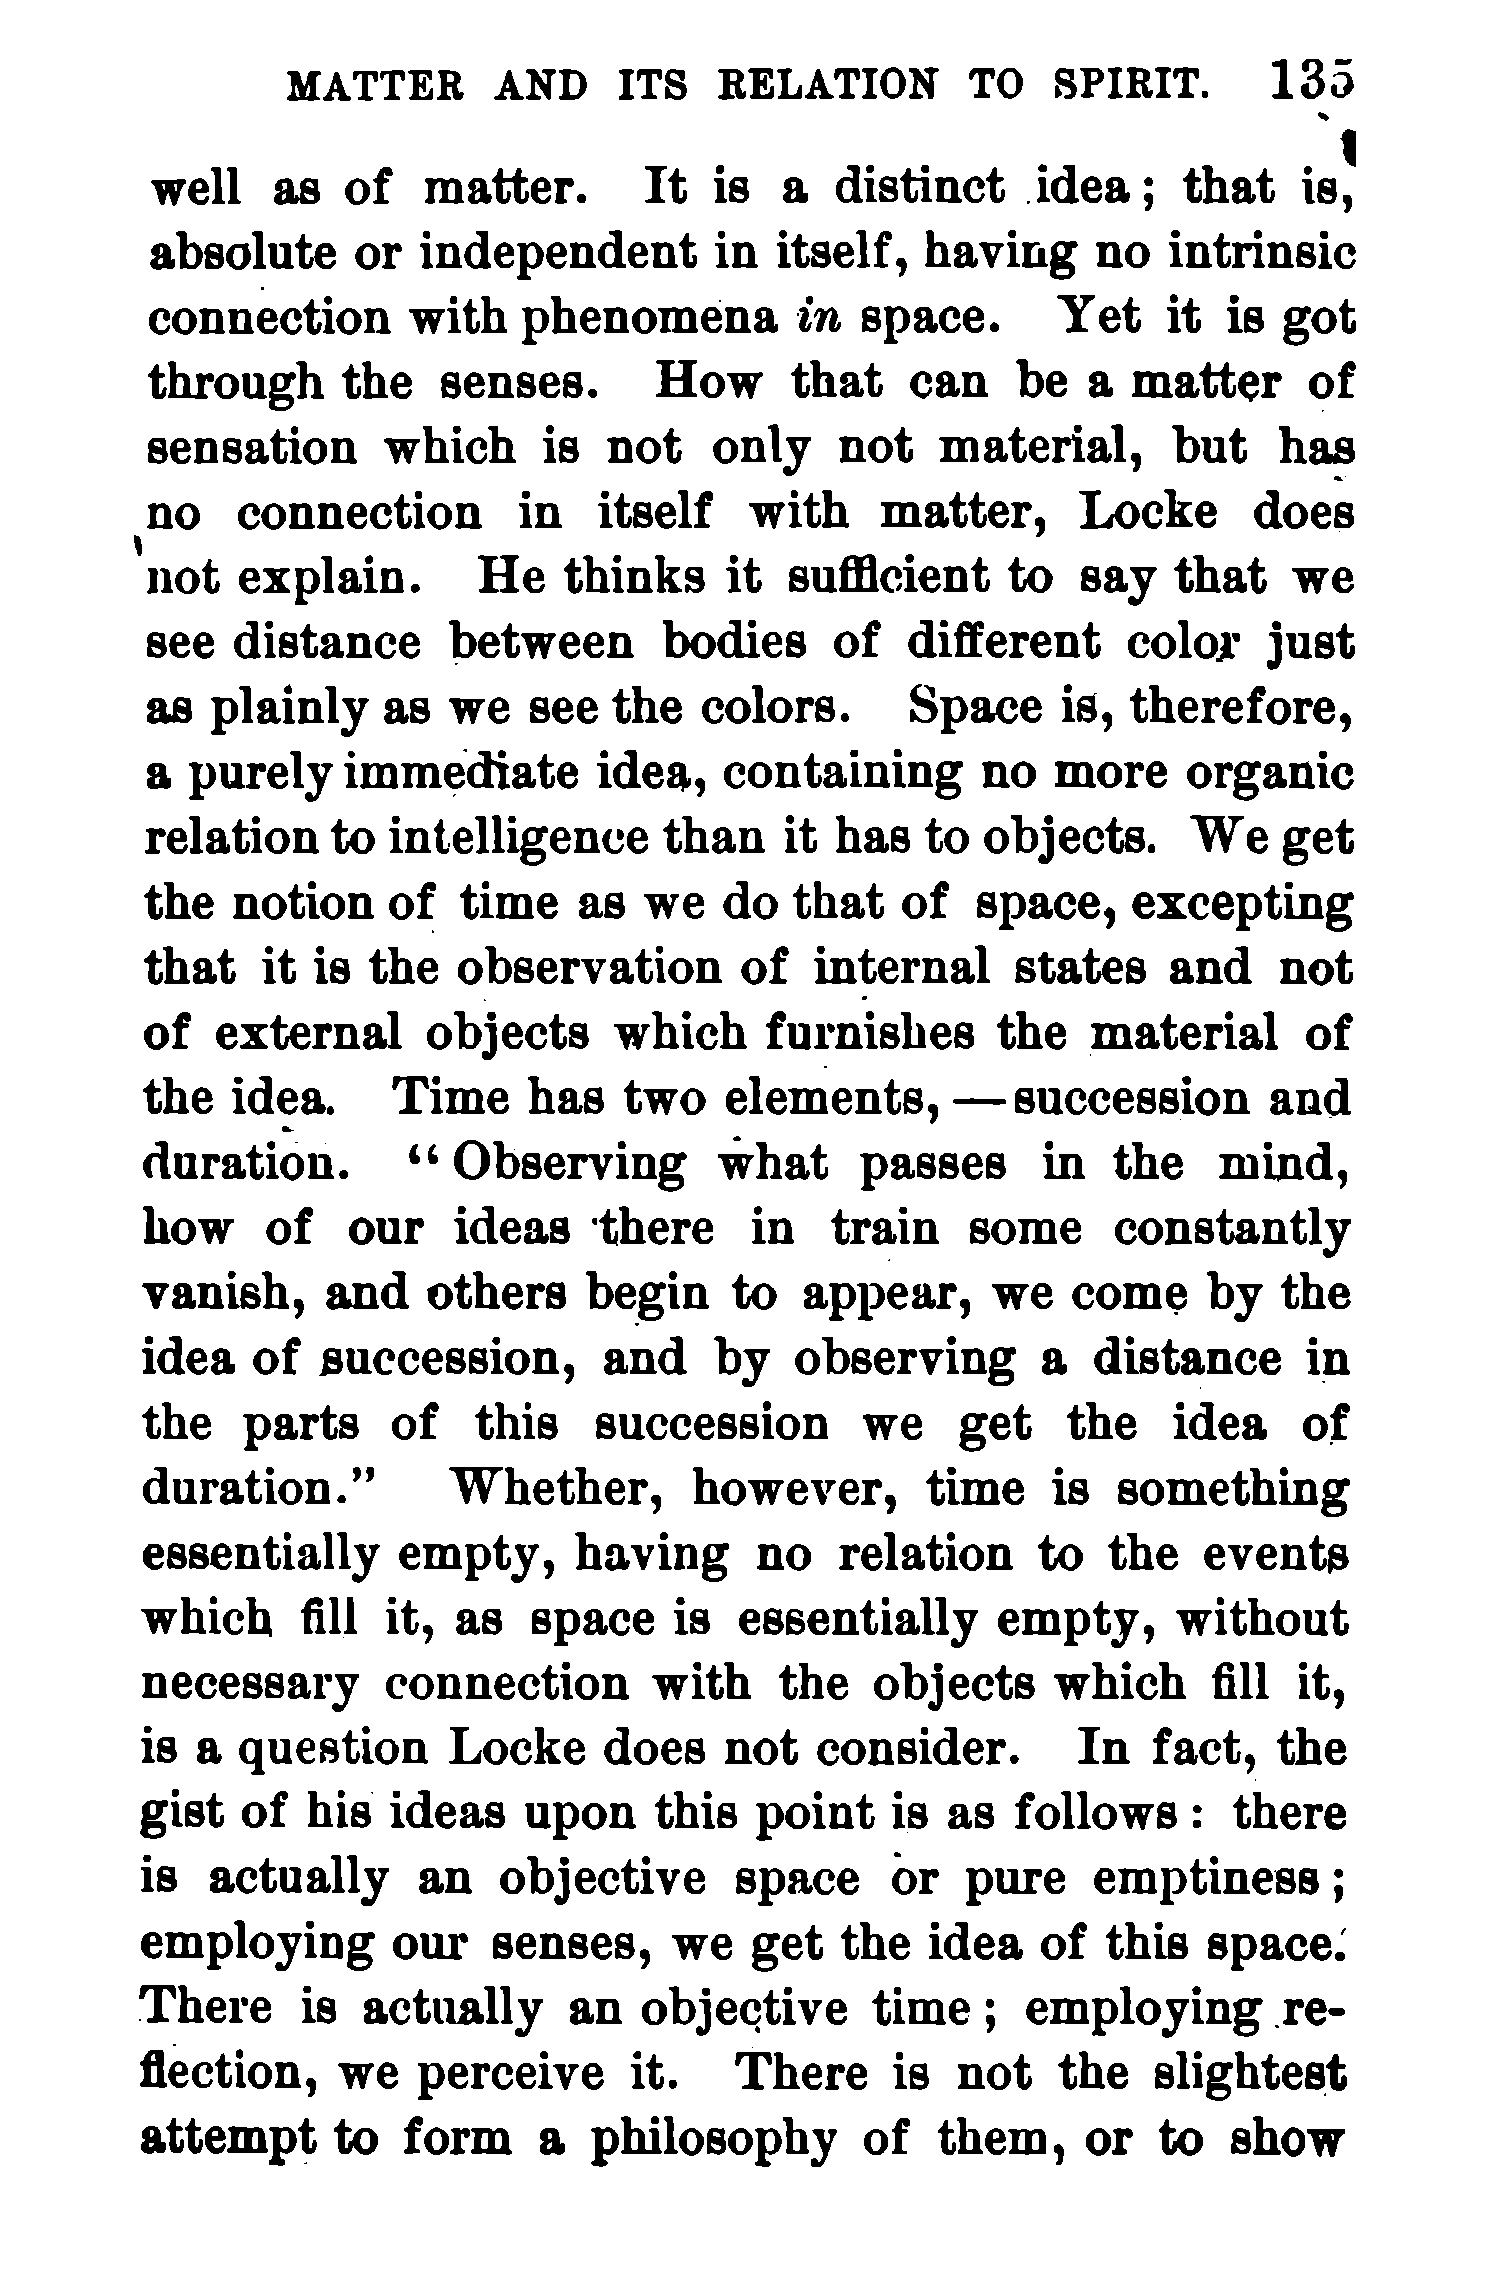 MATTER AND ITS RELATION TO SPIRIT. 135
well as of matter. It is a distinct idea; that is,
absolute or independent in itself, having no intrinsic
connection with phenomena in space. Yet it is got
through the senses. How that can be a matter of
sensation which is not only not material, but has
no connection in itself with matter, Locke does
not explain. He thinks it sufficient to say that we
see distance between bodies of different color just
as plainly as we see the colors. Space is, therefore,
a purely immediate idea, containing no more organic
relation to intelligence than it has to objects. We get
the notion of time as we do that of space, excepting
that it is the observation of internal states and not
of external objects which furnishes the material of
the idea. Time has two elements, — succession and
duration. “Observing what passes in the mind,
how of our ideas there in train some constantly
vanish, and others begin to appear, we come by the
idea of succession, and by observing a distance in
the parts of this succession we get the idea of
duration.” Whether, however, time is something
essentially empty, having no relation to the events
which fill it, as space is essentially empty, without
necessary connection with the objects which fill it,
is a question Locke does not consider. In fact, the
gist of his ideas upon this point is as follows: there
is actually an objective space or pure emptiness;
employing our senses, we get the idea of this space.
There is actually an objective time; employing re-
flection, we perceive it. There is not the slightest
attempt to form a philosophy of them, or to show